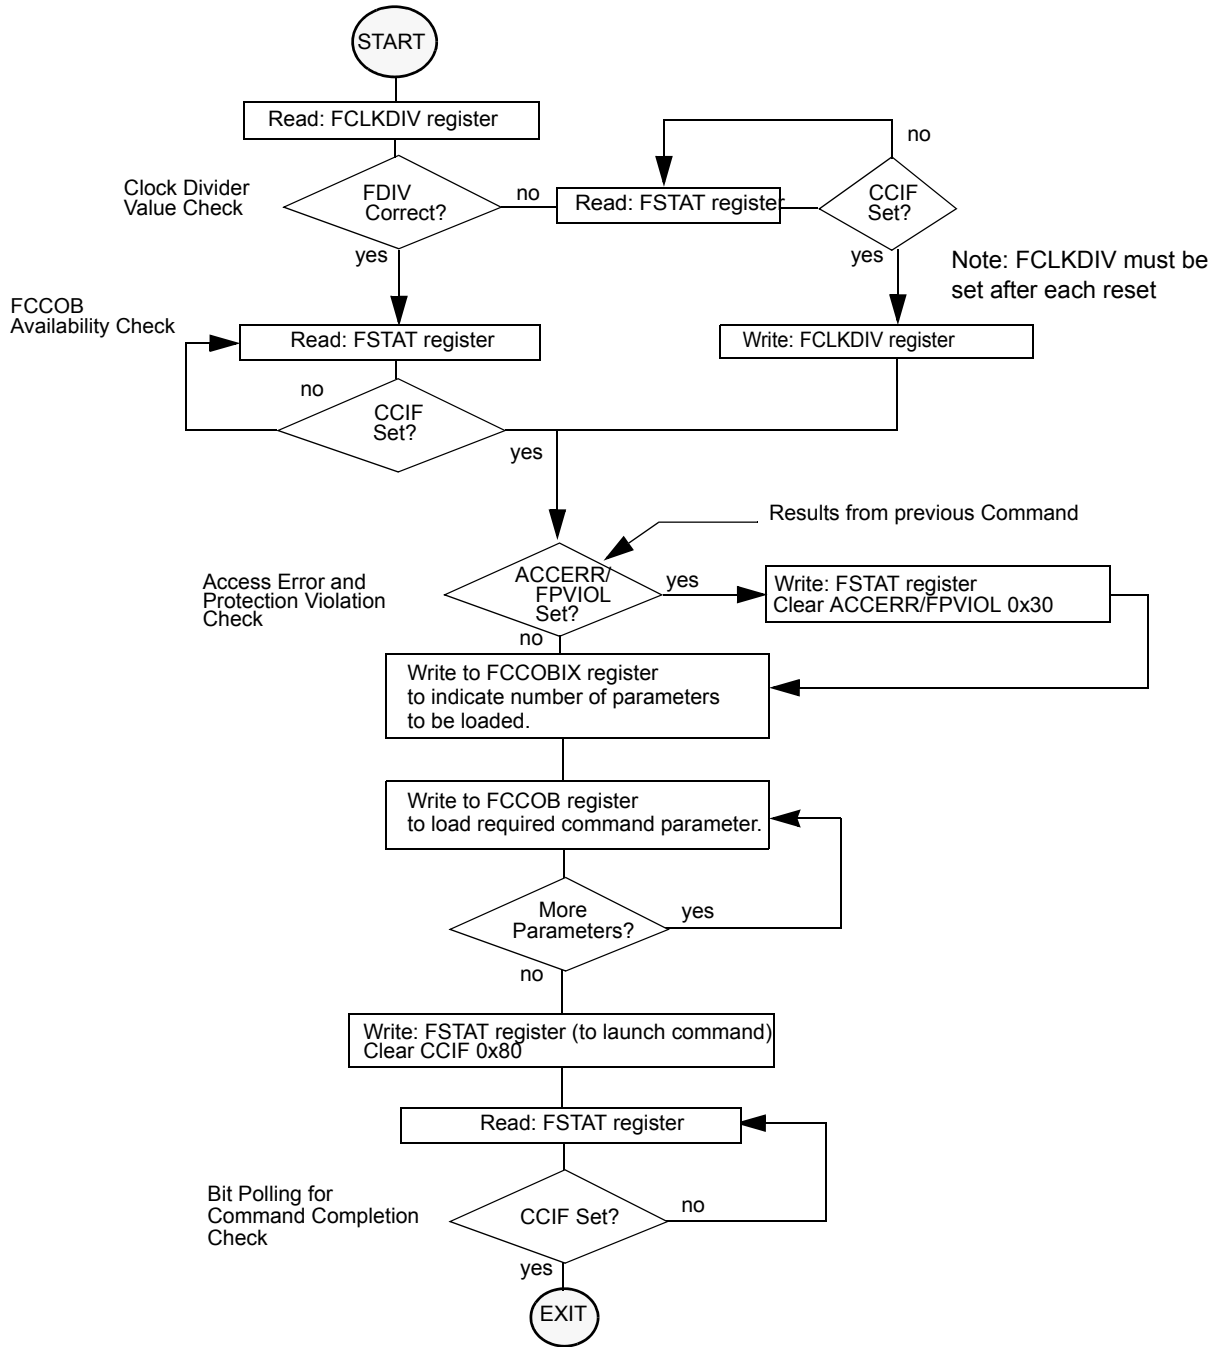 START
Read: FCLKDIV register
no
Clock Divider
Value Check
FDIV
Correct?
no
Read: FSTAT register
CCIF
Set?
yes
yes
Note: FCLKDIV must be
set after each reset
FCCOB
Availability Check
Read: FSTAT register
Write: FCLKDIV register
no
CCIF
Set?
yes
Results from previous Command
Access Error and
Protection Violation
Check
ACCERR/
FPVIOL
Set?
yes
Write: FSTAT register
Clear ACCERR/FPVIOL 0x30
no
Write to FCCOBIX register
to indicate number of parameters
to be loaded.
Write to FCCOB register
to load required command parameter.
More
Parameters?
yes
no
Write: FSTAT register (to launch command)
Clear CCIF 0x80
Read: FSTAT register
Bit Polling for
Command Completion
Check
CCIF Set?
no
yes
EXIT